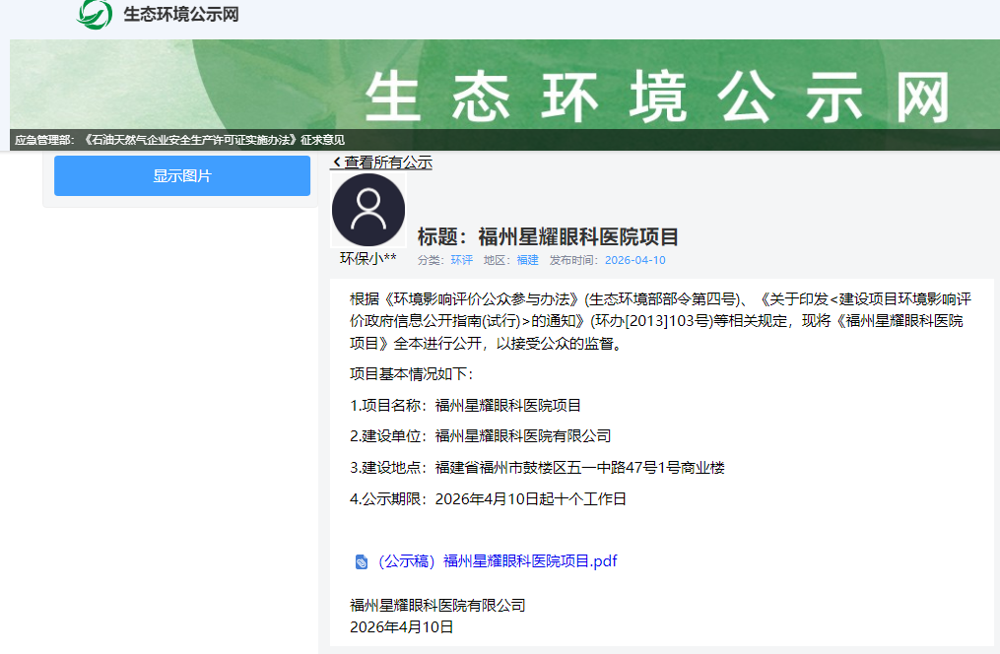 生态环境公示网
生态环境公示网
应急管理部：《石油天然气企业安全生产许可证实施办法》征求意见
显示图片
查看所有公示
环保小**
标题：福州星耀眼科医院项目
分类：环评 地区：福建 发布时间：2026-04-10
根据《环境影响评价公众参与办法》(生态环境部部令第四号)、《关于印发<建设项目环境影响评
价政府信息公开指南(试行)>的通知》(环办[2013]103号)等相关规定，现将《福州星耀眼科医院
项目》全本进行公开，以接受公众的监督。
项目基本情况如下：
1.项目名称：福州星耀眼科医院项目
2.建设单位：福州星耀眼科医院有限公司
3.建设地点：福建省福州市鼓楼区五一中路47号1号商业楼
4.公示期限：2026年4月10日起十个工作日
（公示稿）福州星耀眼科医院项目.pdf
福州星耀眼科医院有限公司
2026年4月10日